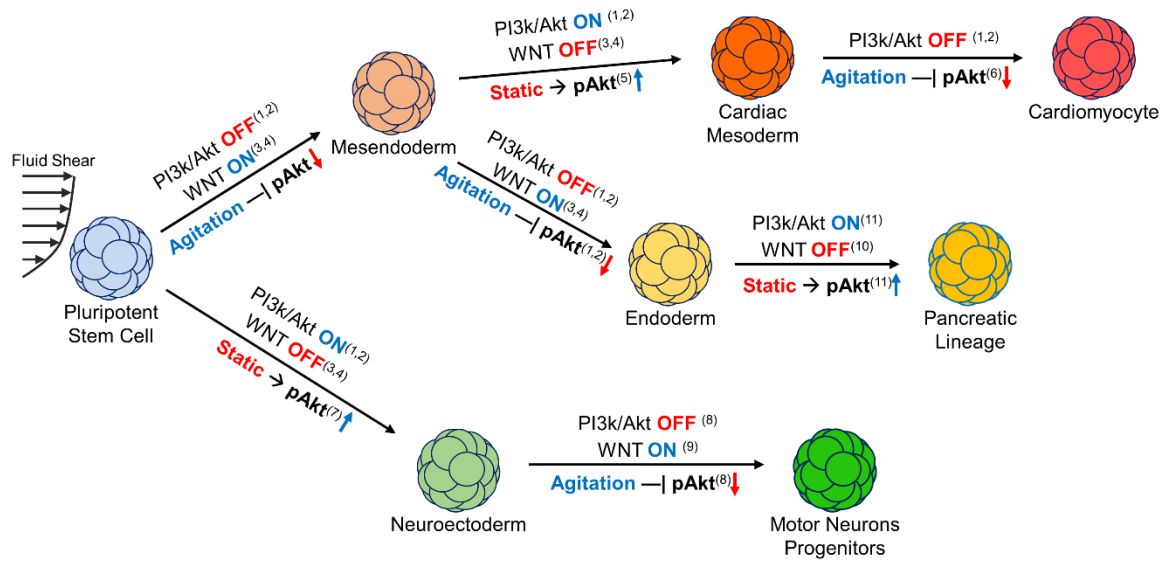 PI3k/Akt ON (1,2)
WNT OFF(3,4)
Static → pAkt(5)↑
PI3k/Akt OFF (1,2)
Agitation —| pAkt(6)↓
Cardiac
Mesoderm
Cardiomyocyte
Mesendoderm
Fluid Shear
PI3k/Akt OFF(1,2)
WNT ON(3,4)
Agitation —| pAkt↓
Pluripotent
Stem Cell
PI3k/Akt OFF(1,2)
WNT ON(3,4)
Agitation —| pAkt(1,2)↓
Endoderm
PI3k/Akt ON(11)
WNT OFF(10)
Static → pAkt(11)↑
Pancreatic
Lineage
PI3k/Akt ON(1,2)
WNT OFF(3,4)
Static → pAkt(7)↑
Neuroectoderm
PI3k/Akt OFF (8)
WNT ON (9)
Agitation —| pAkt(8)↓
Motor Neurons
Progenitors